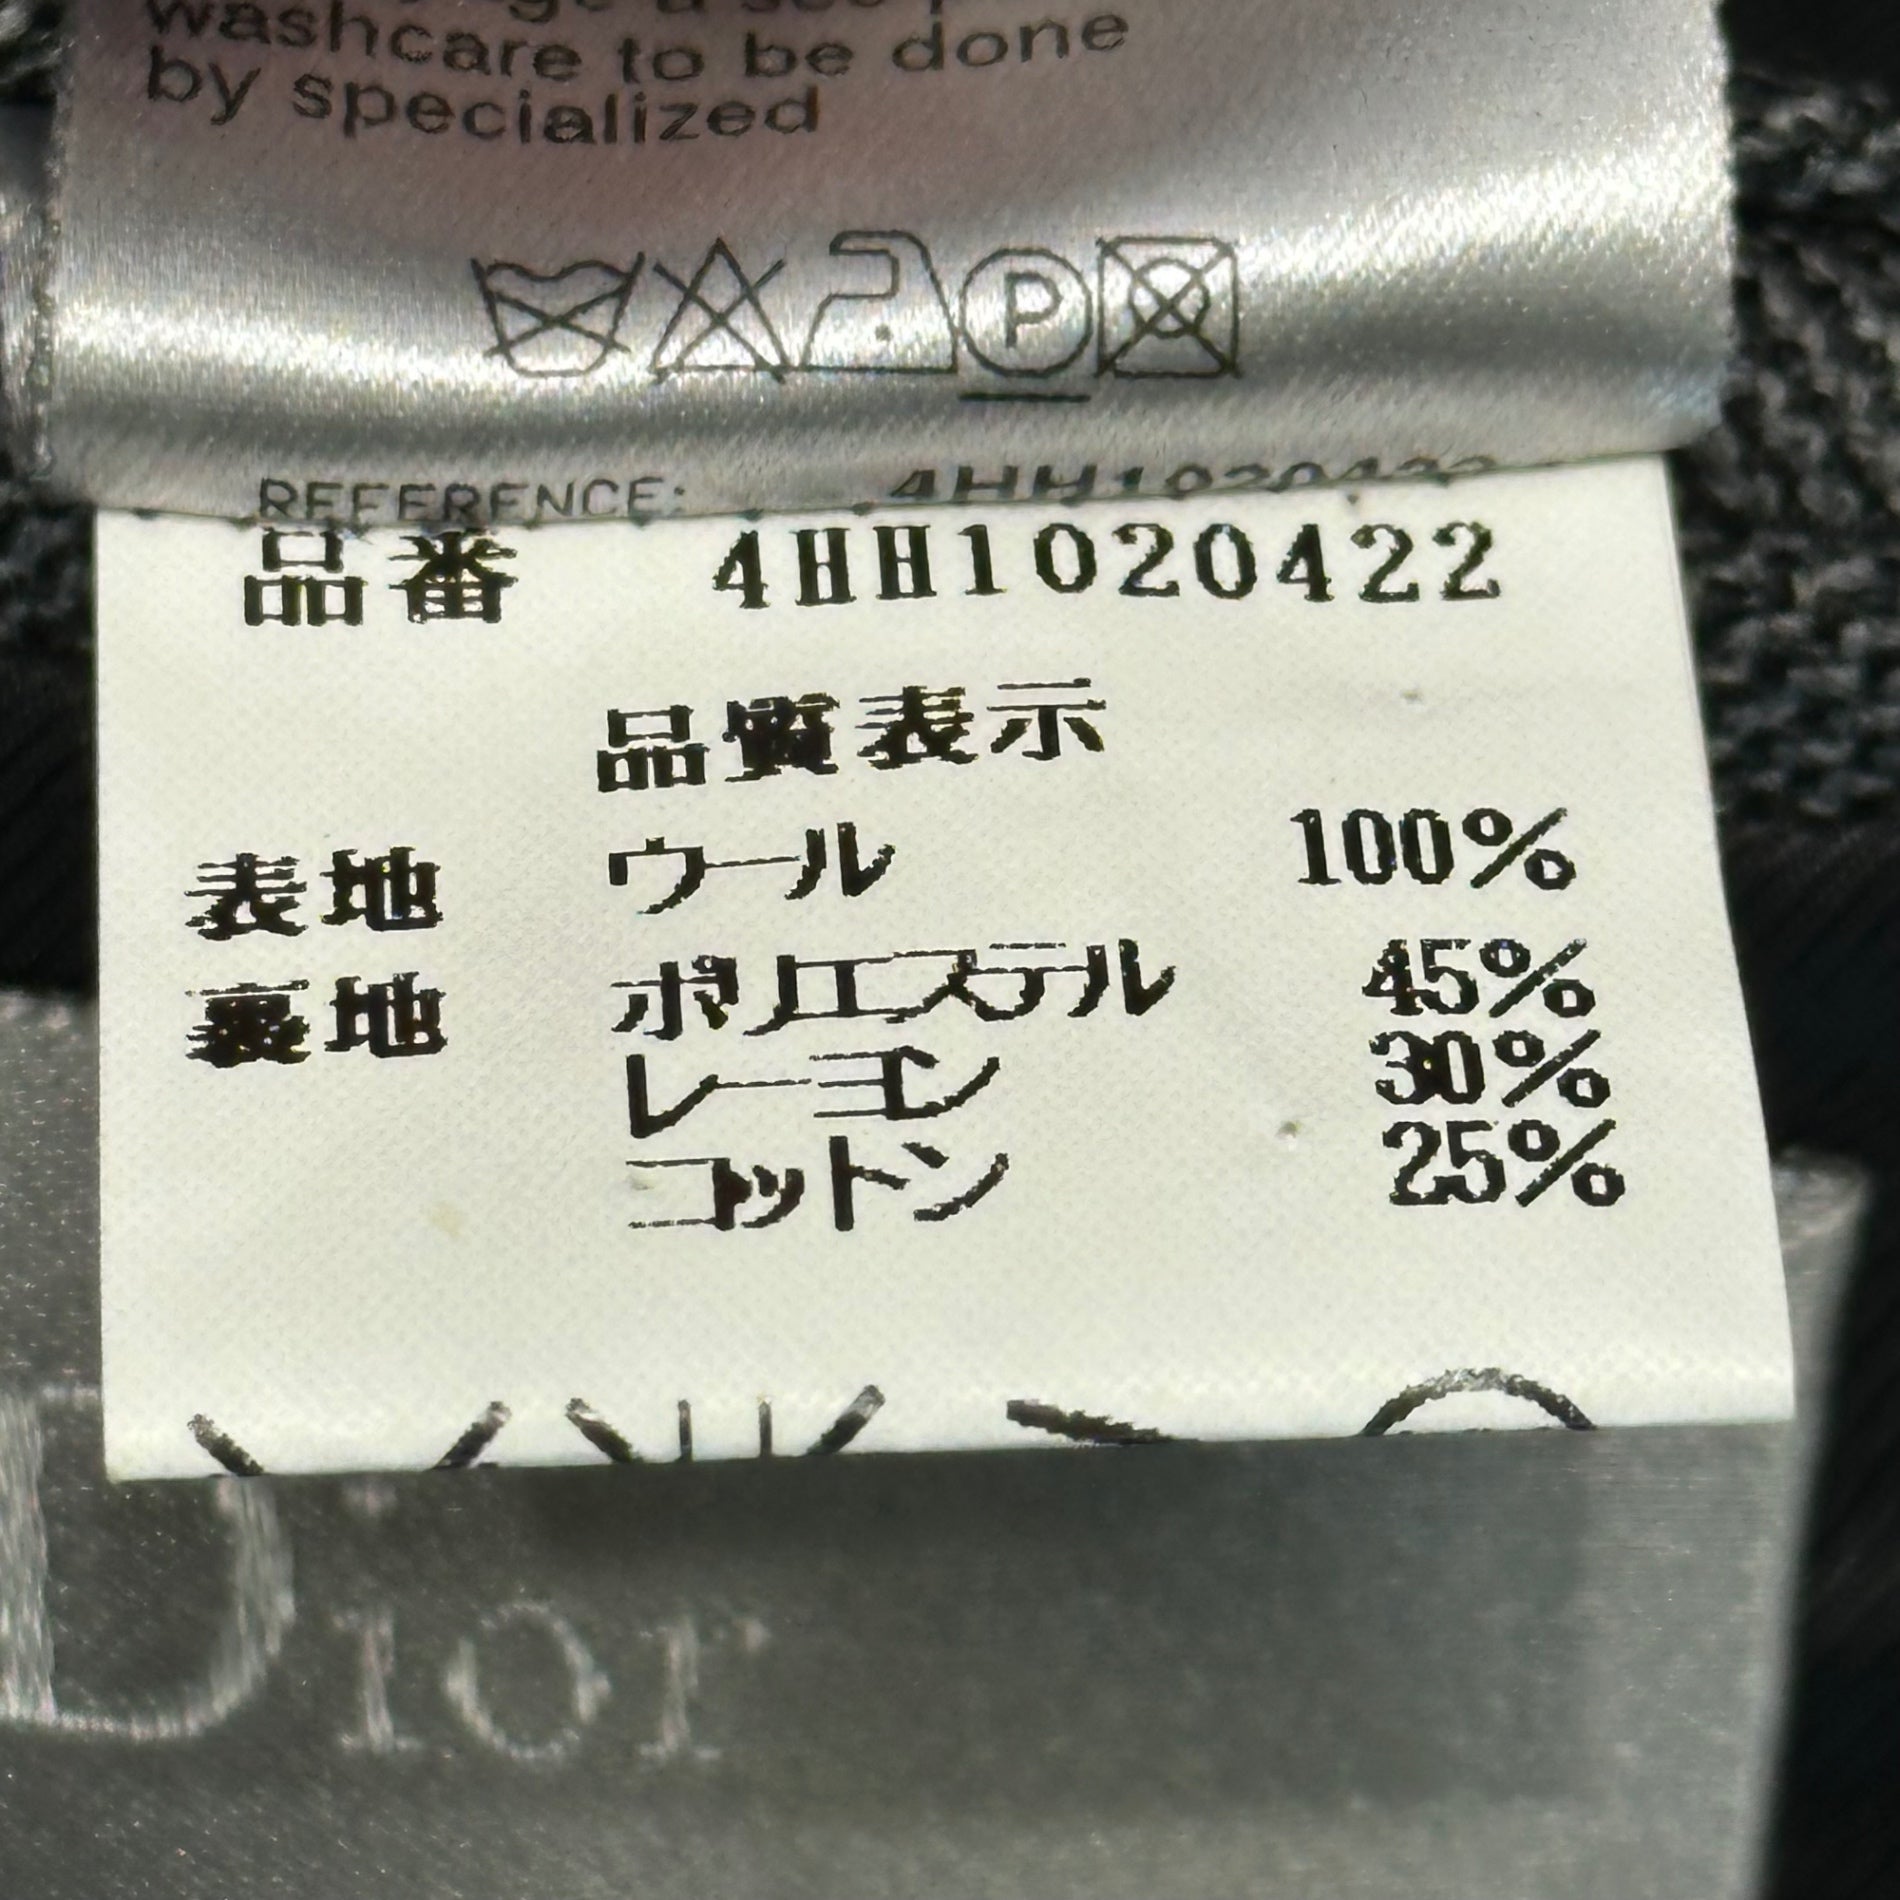 washcare to be done
by specialized
P
REFERENCE: 4HH1020422
品番 4HH1020422
品質表示
表地 ウール 100%
裏地 ポリエステル 45%
レーヨン 30%
コットン 25%
Dior